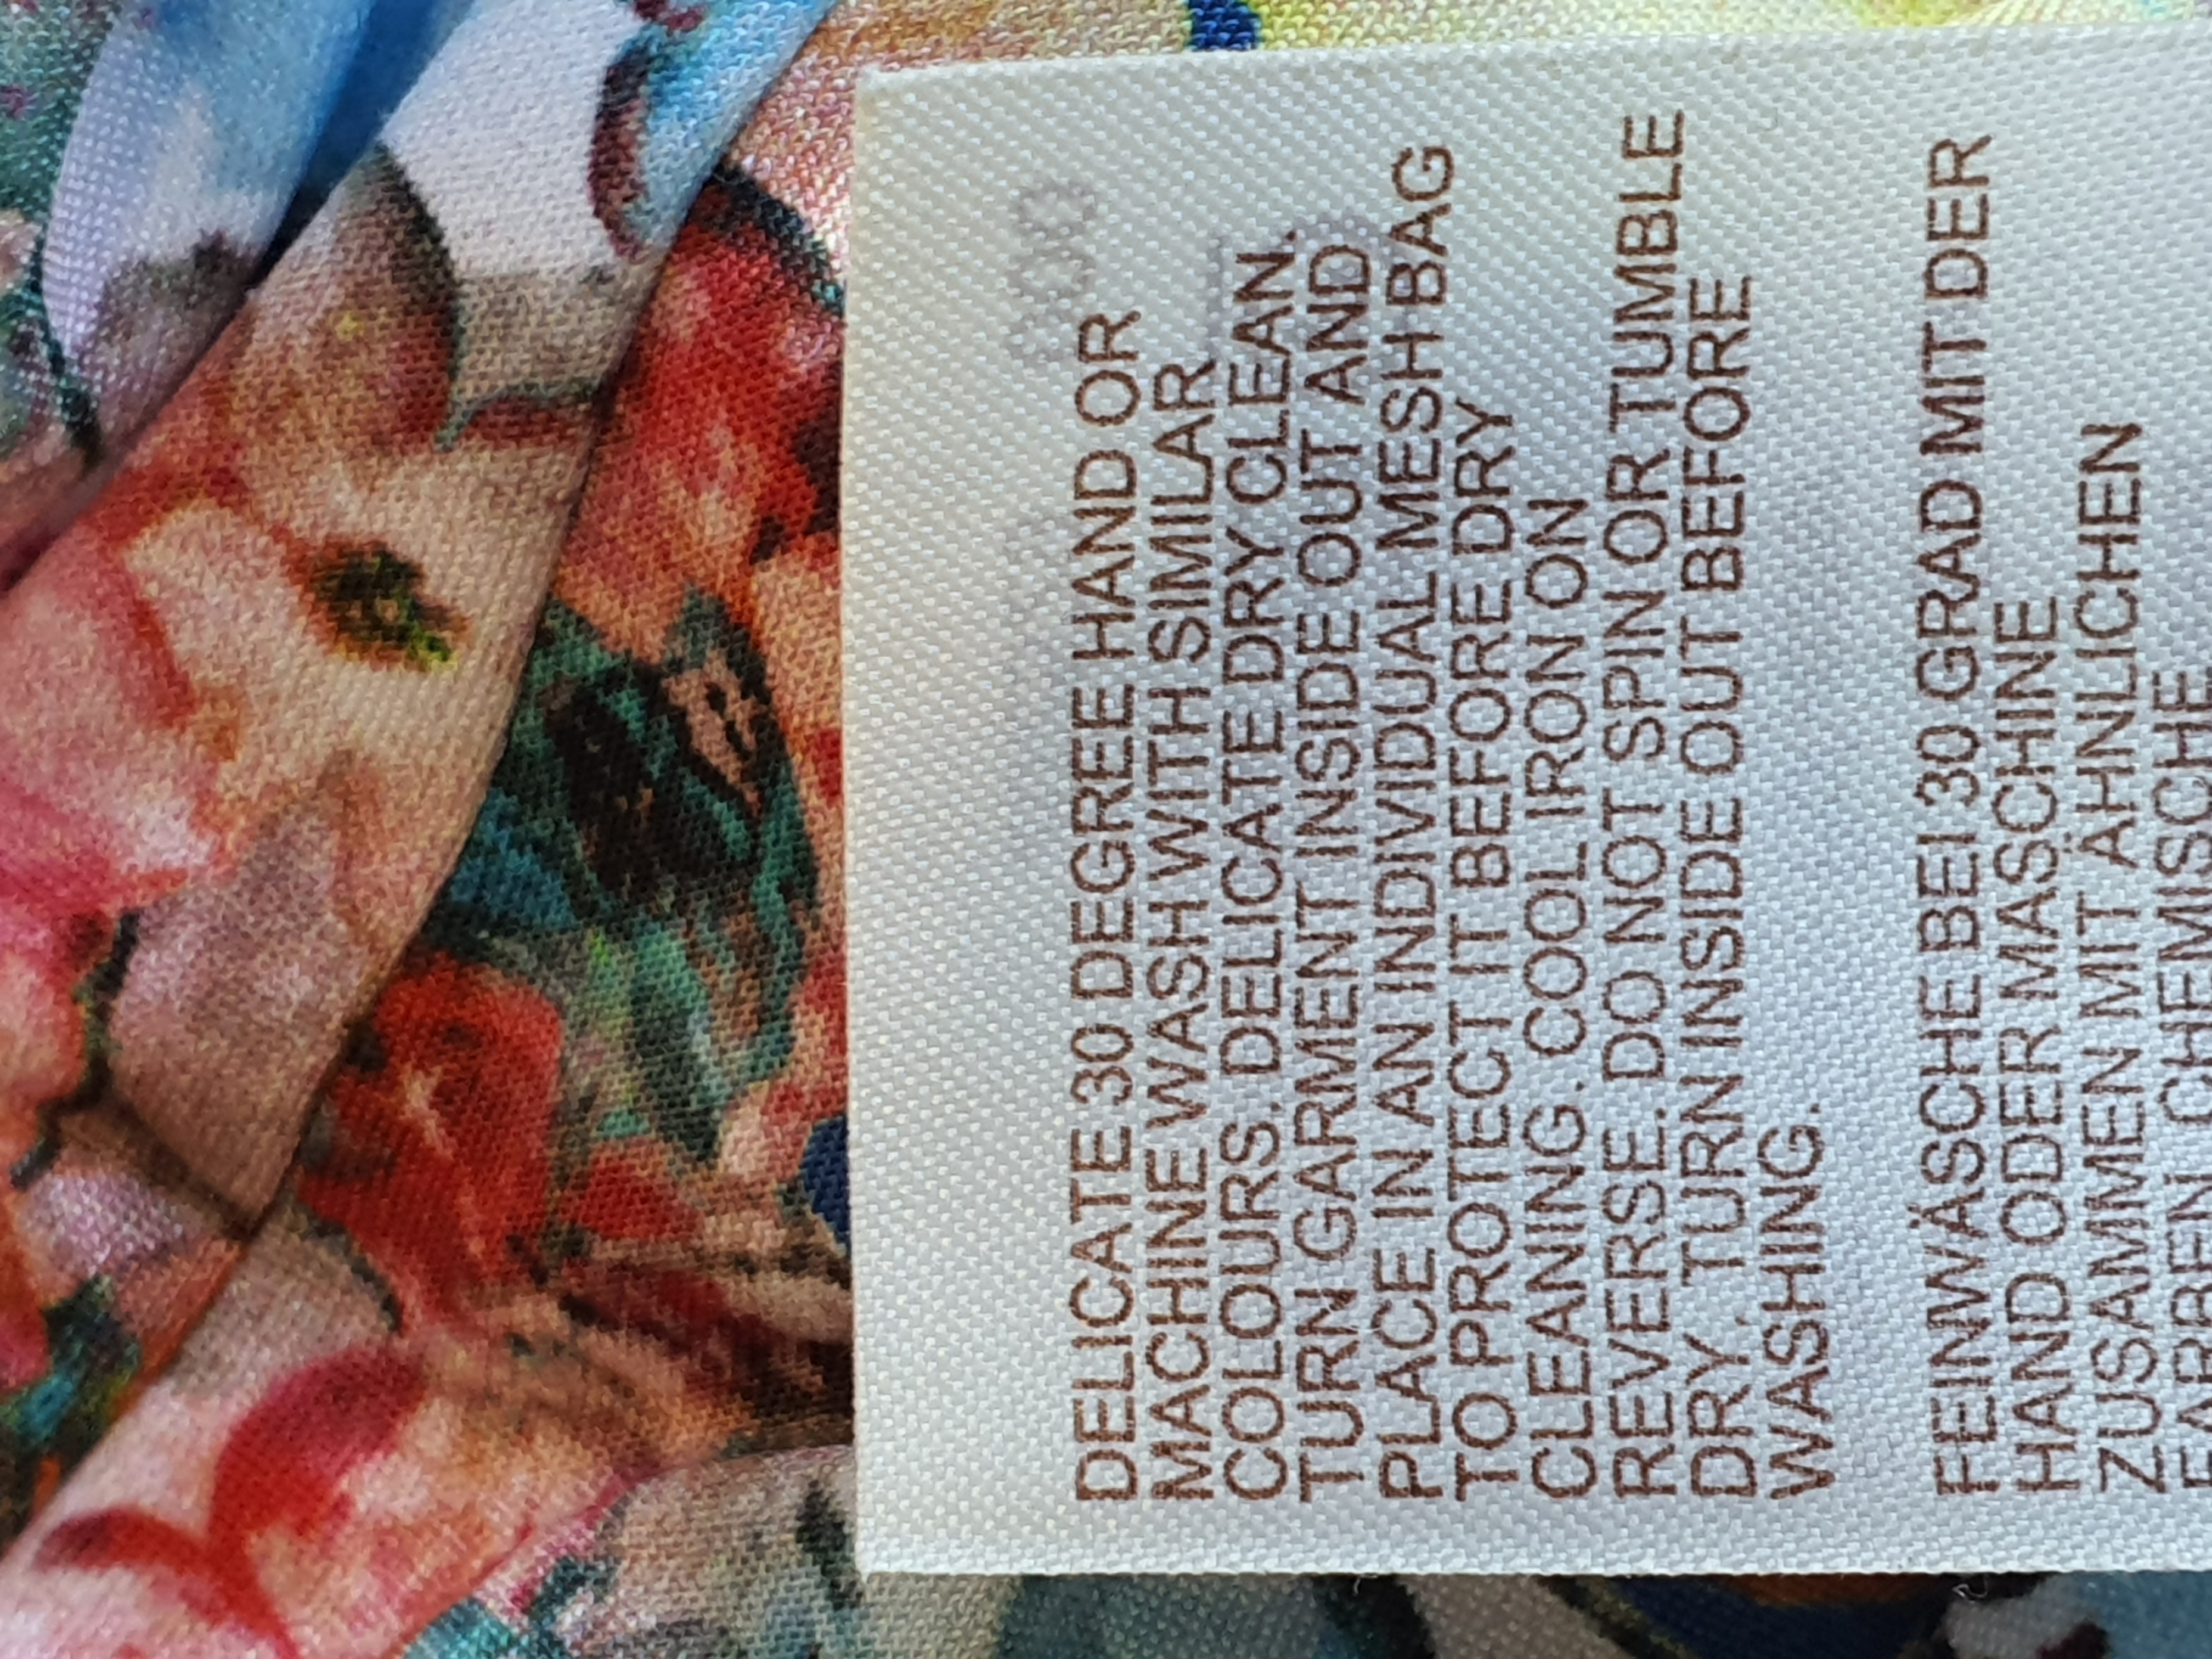 DELICATE 30 DEGREE HAND OR
MACHINE WASH WITH SIMILAR
COLOURS. DELICATE DRY CLEAN.
TURN GARMENT INSIDE OUT AND
PLACE IN AN INDIVIDUAL MESH BAG
TO PROTECT IT BEFORE DRY
CLEANING. COOL IRON ON
REVERSE. DO NOT SPIN OR TUMBLE
DRY. TURN INSIDE OUT BEFORE
WASHING.
FEINWÄSCHE BEI 30 GRAD MIT DER
HAND ODER MASCHINE
ZUSAMMEN MIT ÄHNLICHEN
FARBEN. CHEMISCHE